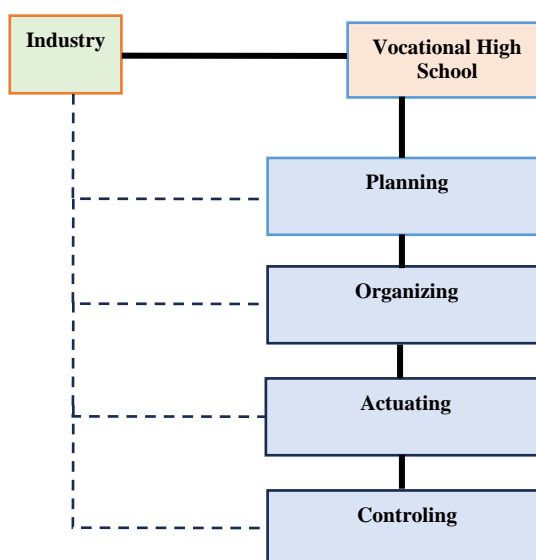 Industry
Vocational High
School
Planning
Organizing
Actuating
Controling